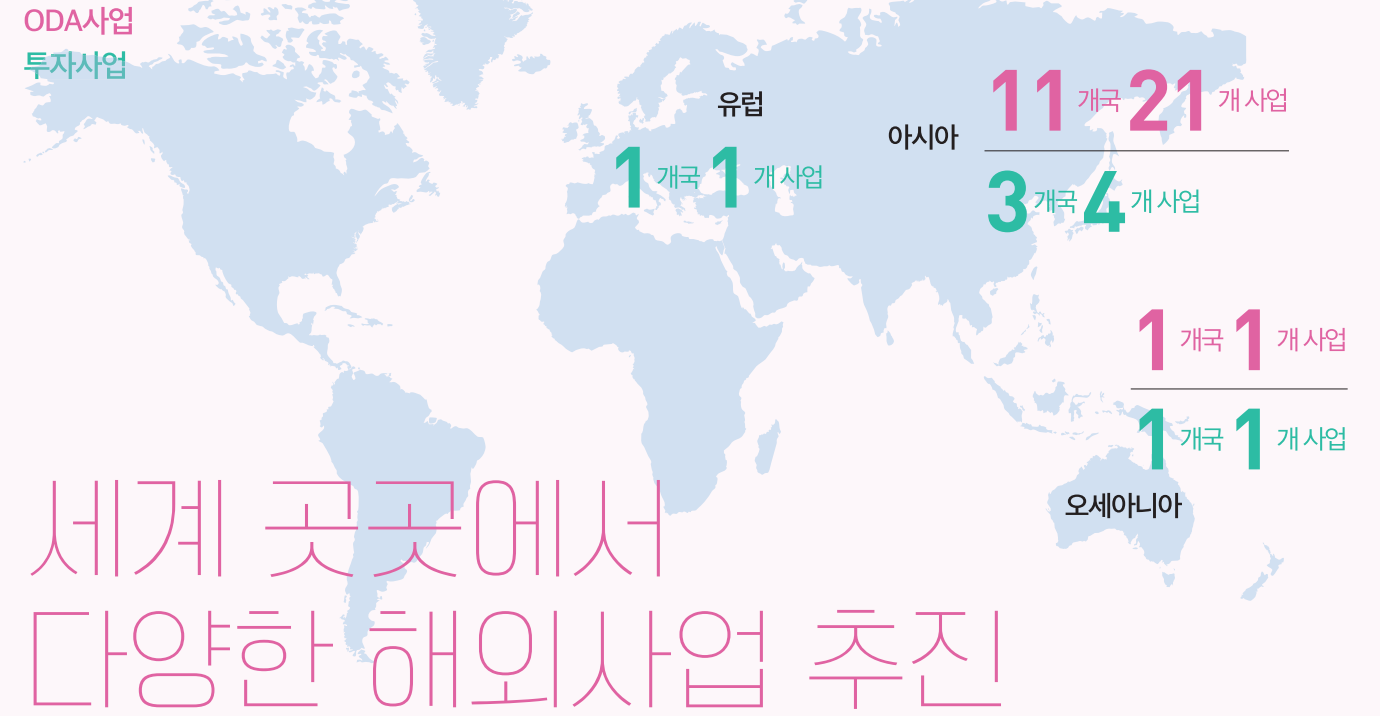 ODA사업
투자사업
유럽
1개국 1개 사업
아시아
11개국 21개 사업
3개국 4개 사업
1개국 1개 사업
1개국 1개 사업
오세아니아
세계 곳곳에서
다양한 해외사업 추진